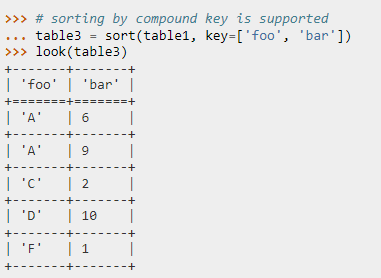 >>> # sorting by compound key is supported
... table3 = sort(table1, key=['foo', 'bar'])
>>> look(table3)
+-------+-------+
| 'foo' | 'bar' |
+=======+=======+
| 'A'   | 6     |
+-------+-------+
| 'A'   | 9     |
+-------+-------+
| 'C'   | 2     |
+-------+-------+
| 'D'   | 10    |
+-------+-------+
| 'F'   | 1     |
+-------+-------+